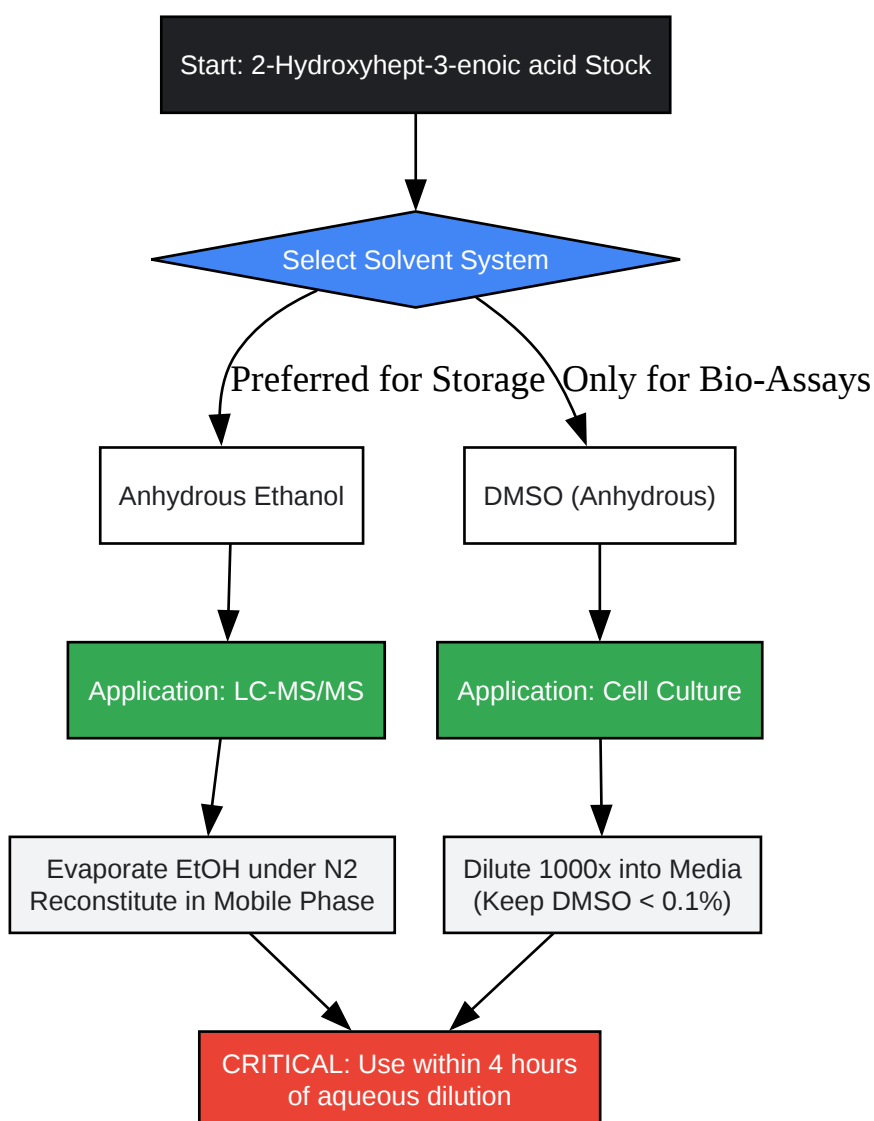 Start: 2-Hydroxyhept-3-enoic acid Stock
Select Solvent System
Preferred for Storage
Only for Bio-Assays
Anhydrous Ethanol
DMSO (Anhydrous)
Application: LC-MS/MS
Application: Cell Culture
Evaporate EtOH under N2
Reconstitute in Mobile Phase
Dilute 1000x into Media
(Keep DMSO < 0.1%)
CRITICAL: Use within 4 hours
of aqueous dilution